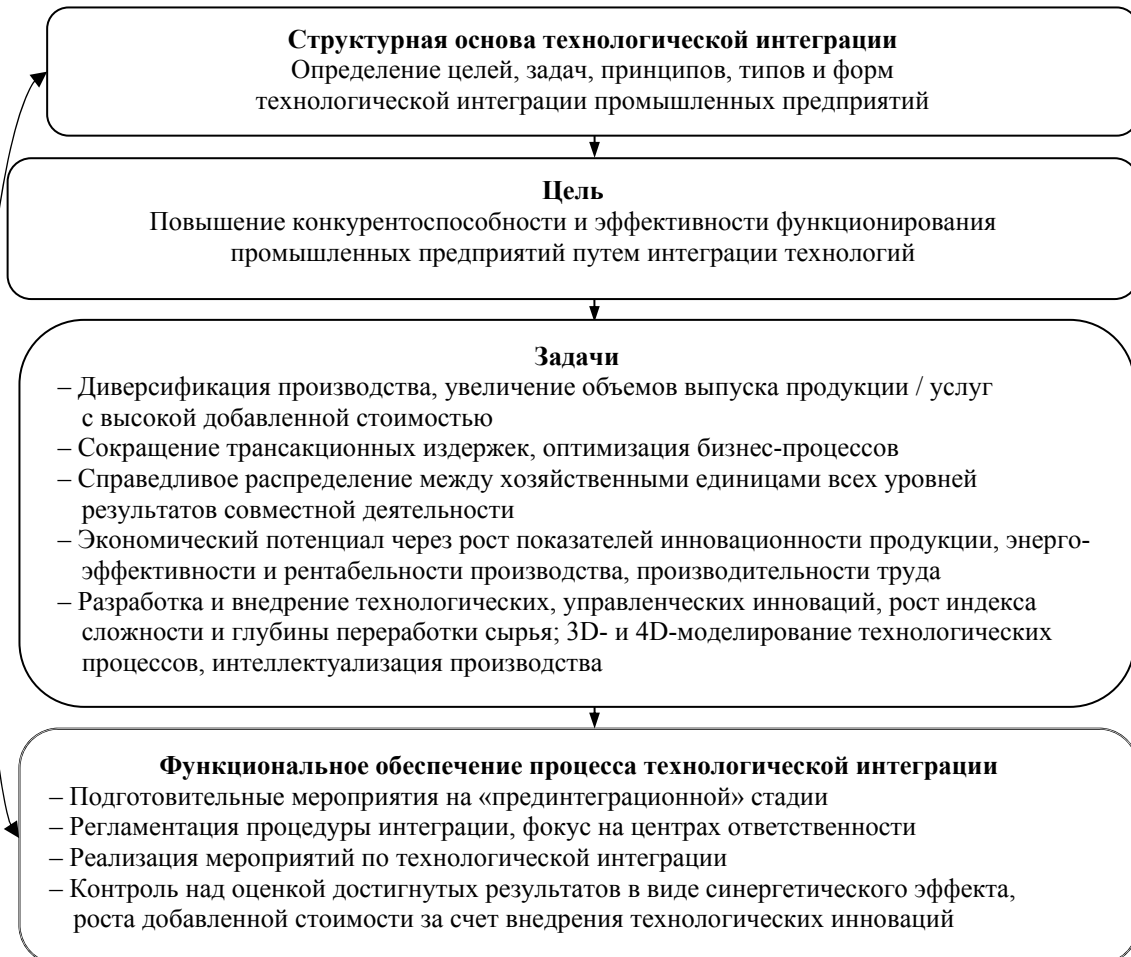 Структурная основа технологической интеграции
Определение целей, задач, принципов, типов и форм
технологической интеграции промышленных предприятий
Цель
Повышение конкурентоспособности и эффективности функционирования
промышленных предприятий путем интеграции технологий
Задачи
– Диверсификация производства, увеличение объемов выпуска продукции / услуг
с высокой добавленной стоимостью
– Сокращение трансакционных издержек, оптимизация бизнес-процессов
– Справедливое распределение между хозяйственными единицами всех уровней
результатов совместной деятельности
– Экономический потенциал через рост показателей инновационности продукции, энерго-
эффективности и рентабельности производства, производительности труда
– Разработка и внедрение технологических, управленческих инноваций, рост индекса
сложности и глубины переработки сырья; 3D- и 4D-моделирование технологических
процессов, интеллектуализация производства
Функциональное обеспечение процесса технологической интеграции
– Подготовительные мероприятия на «прединтеграционной» стадии
– Регламентация процедуры интеграции, фокус на центрах ответственности
– Реализация мероприятий по технологической интеграции
– Контроль над оценкой достигнутых результатов в виде синергетического эффекта,
роста добавленной стоимости за счет внедрения технологических инноваций